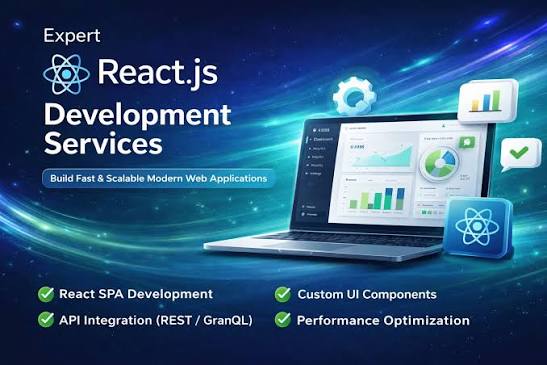 Expert
React.js
Development
Services
Build Fast & Scalable Modern Web Applications
React SPA Development
Custom UI Components
API Integration (REST / GranQL)
Performance Optimization